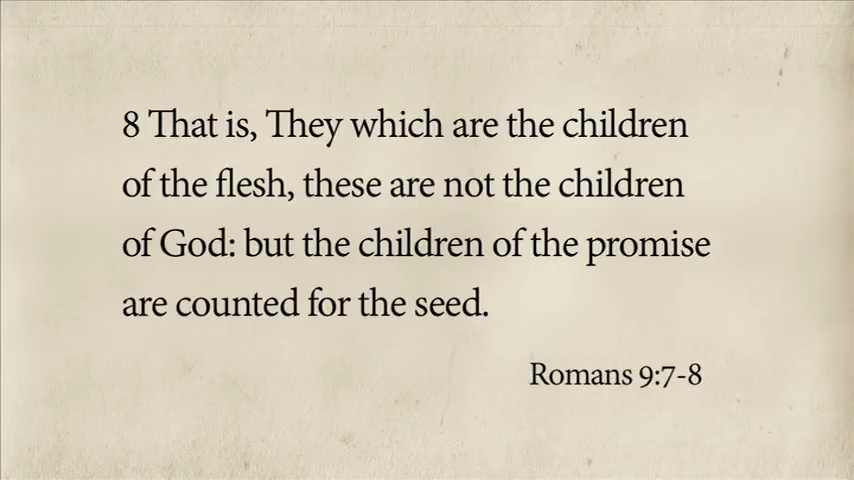 8 That is, They which are the children
of the flesh, these are not the children
of God: but the children of the promise
are counted for the seed.
Romans 9:7-8